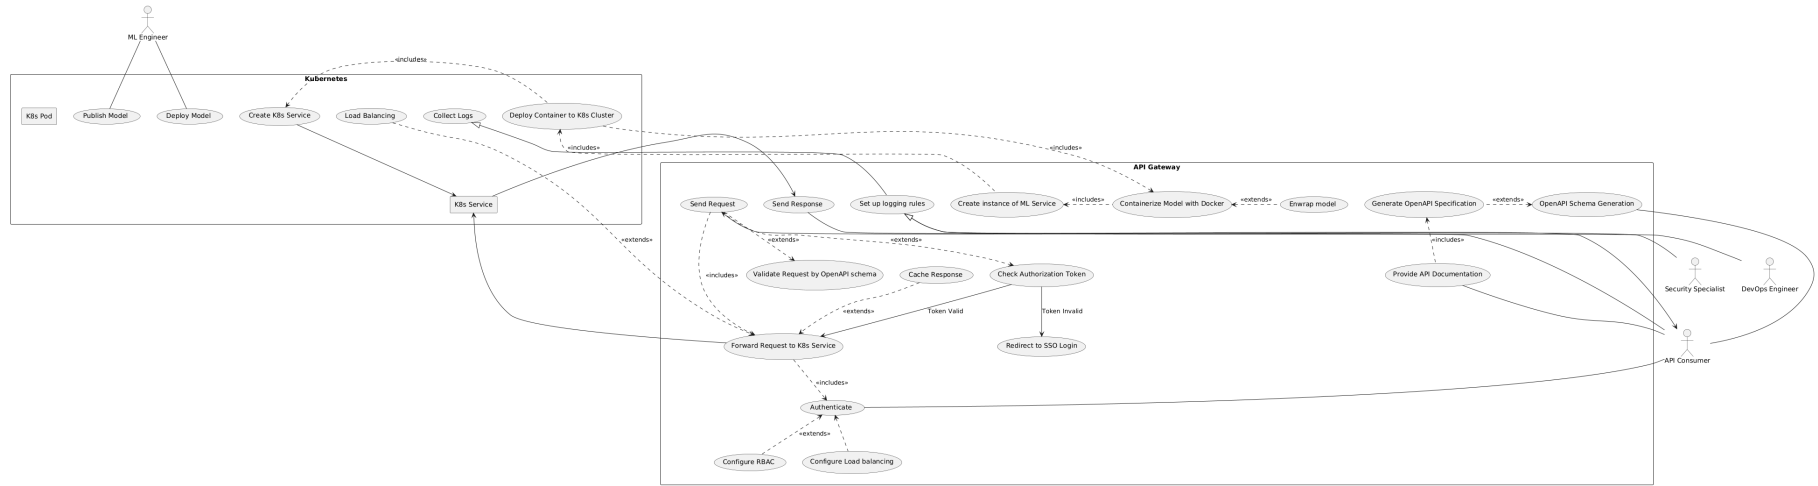 ML Engineer
«includes»
Kubernetes
K8s Pod
Publish Model
Deploy Model
Create K8s Service
Load Balancing
Collect Logs
Deploy Container to K8s Cluster
«includes»
«includes»
API Gateway
K8s Service
Send Request
Send Response
Set up logging rules
Create instance of ML Service
«includes»
Containerize Model with Docker
«extends»
Enwrap model
Generate OpenAPI Specification
«extends»
OpenAPI Schema Generation
«extends»
«extends»
«extends»
«includes»
«includes»
Validate Request by OpenAPI schema
Cache Response
Check Authorization Token
Provide API Documentation
Security Specialist
DevOps Engineer
«extends»
Token Valid
Token Invalid
Forward Request to K8s Service
Redirect to SSO Login
API Consumer
«includes»
Authenticate
«extends»
Configure RBAC
Configure Load balancing